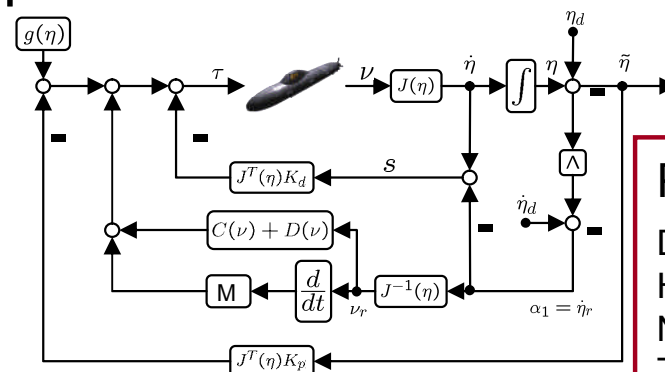 η_d
g(η)
τ
ν
J(η)
η̇
∫
η
η̃
Λ
J^T(η)K_d
s
η̇_d
C(ν) + D(ν)
M
d/dt
ν_r
J^{-1}(η)
α_1 = η̇_r
J^T(η)K_p